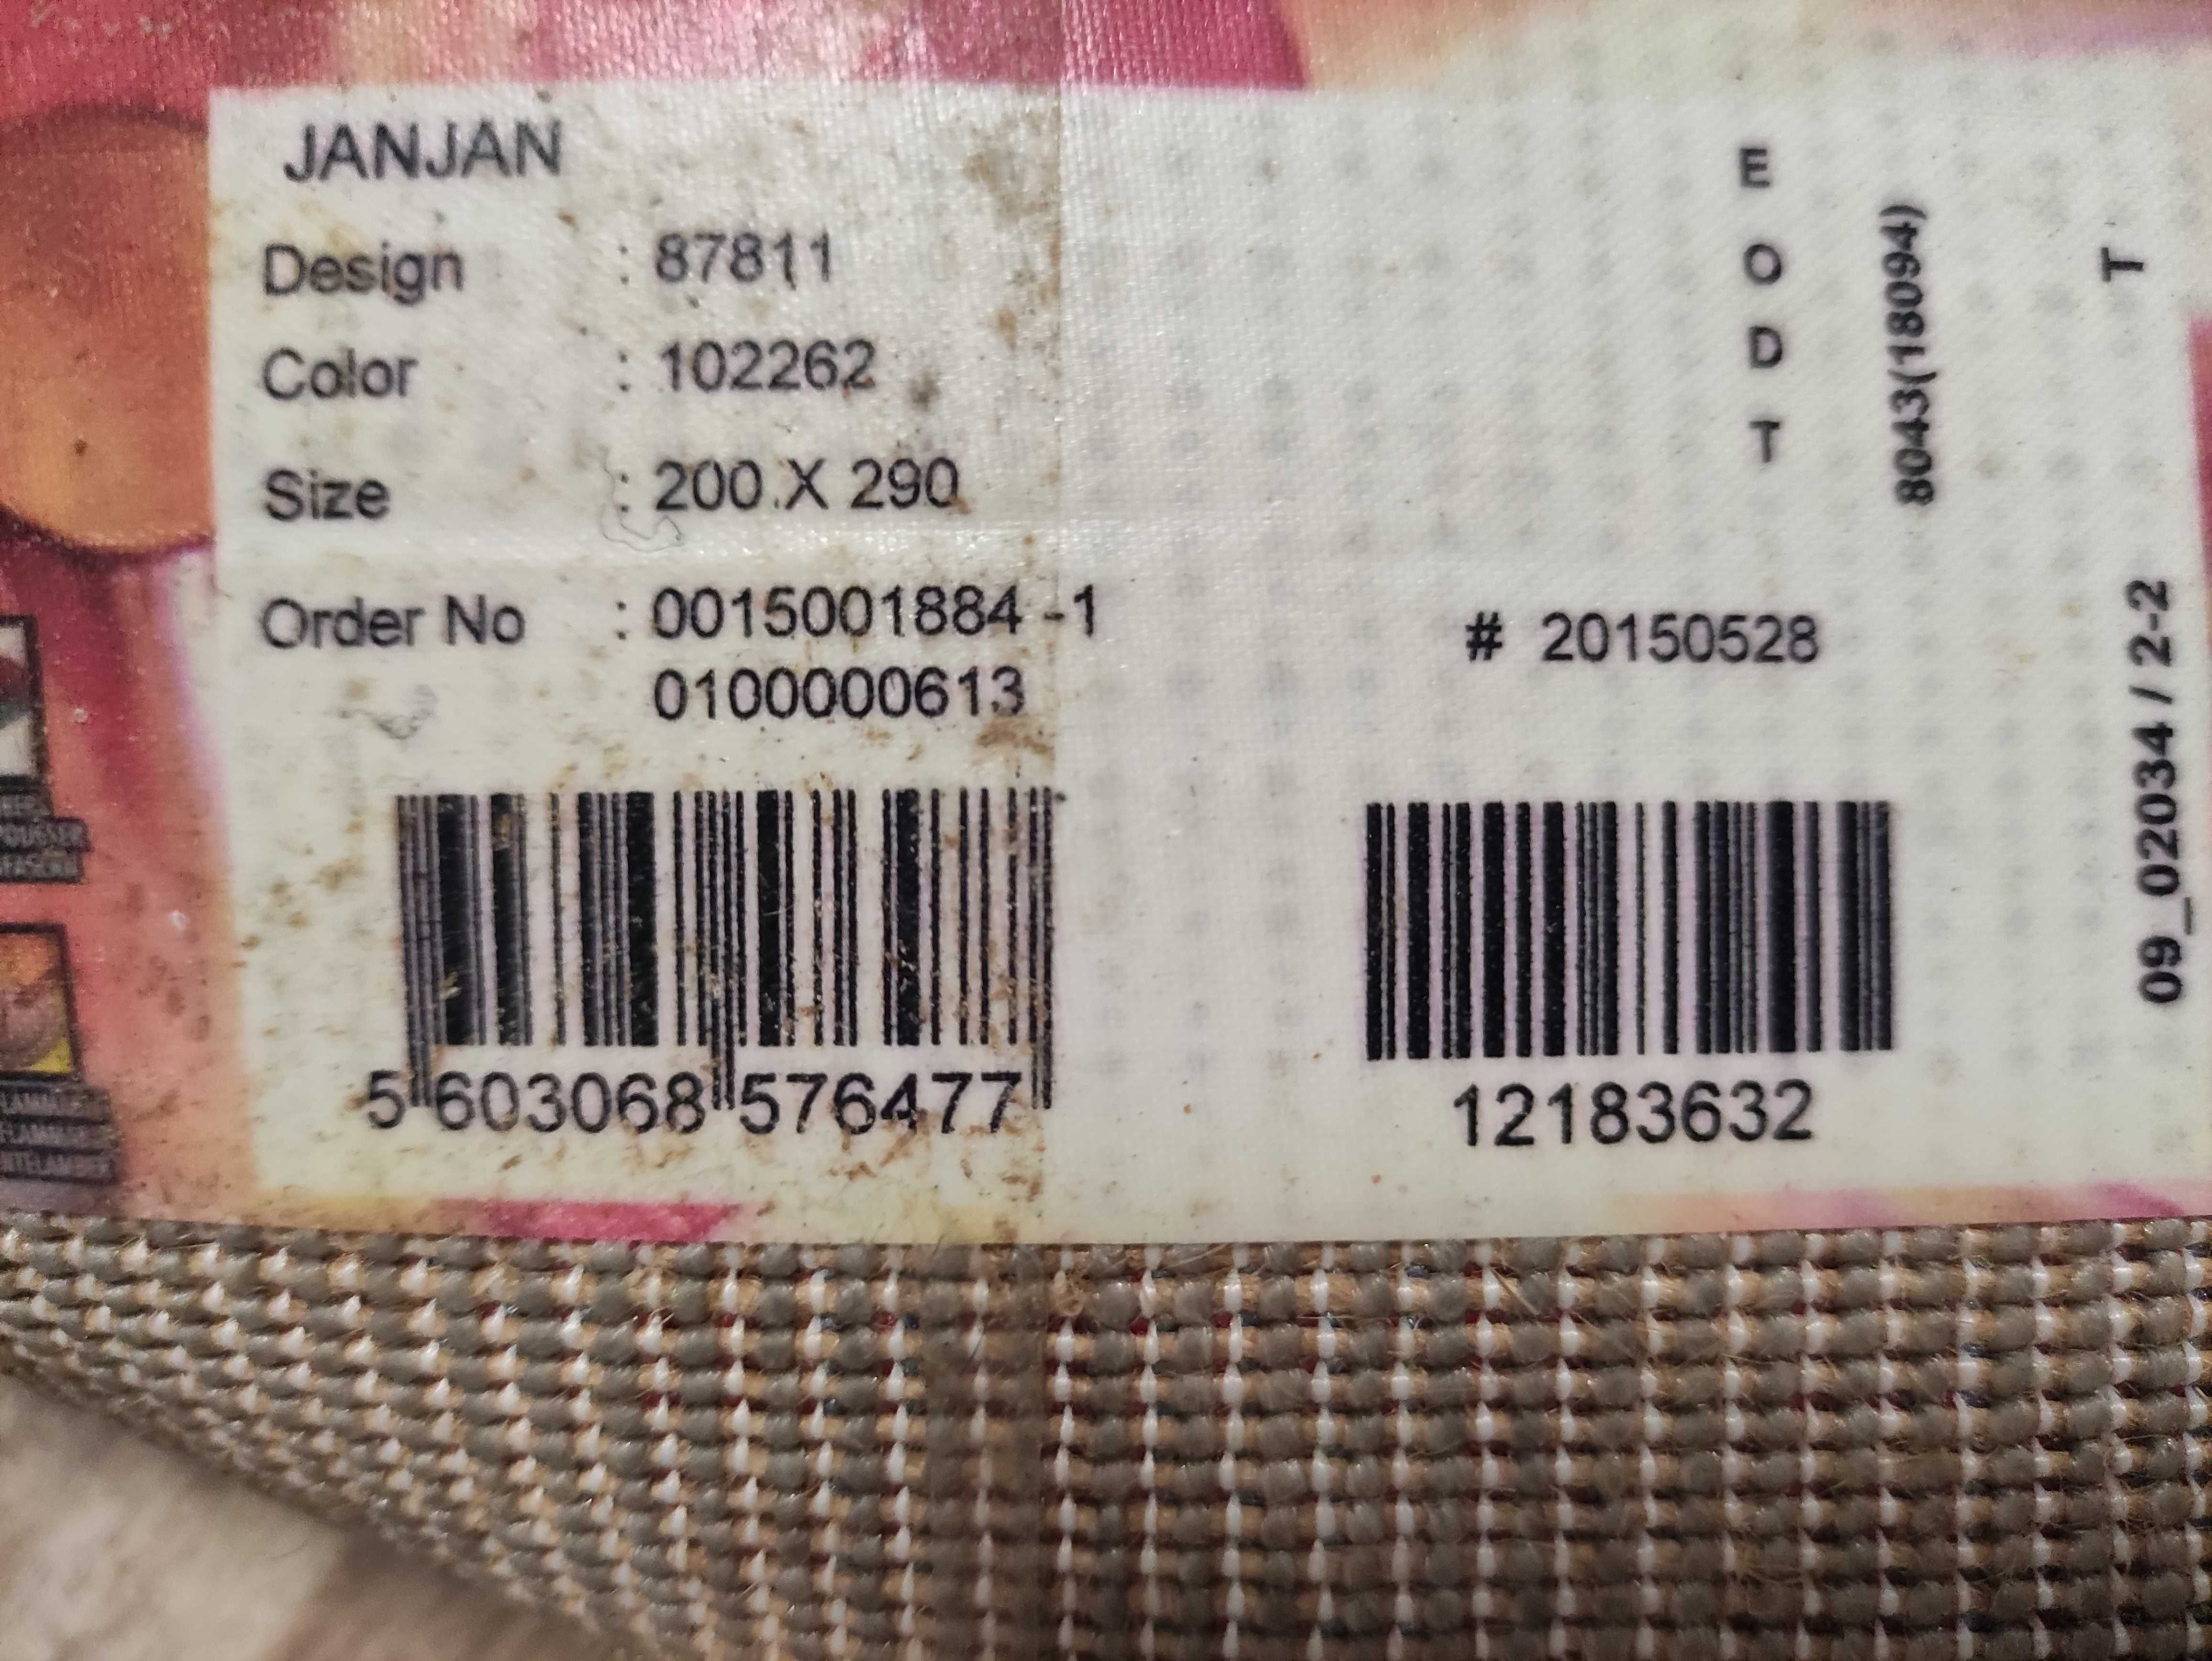 JANJAN
Design : 87811
Color : 102262
Size : 200 X 290
Order No : 0015001884 -1
0100000613
5 603068 576477
E
O
D
T
# 20150528
12183632
8043(18094)
T
09_02034 / 2-2